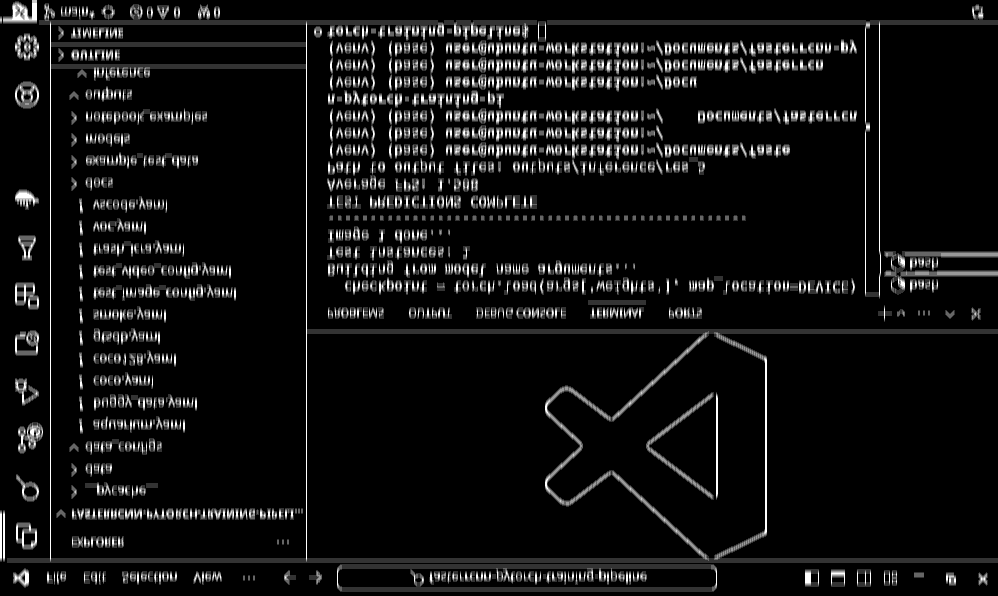 File Edit Selection View ... fasterrcnn-pytorch-training-pipeline
EXPLORER ...
FASTERRCNN-PYTORCH-TRAINING-PIPELI...
__pycache__
data
data_configs
aquarium.yaml
buggy_data.yaml
coco.yaml
coco128.yaml
gtsdb.yaml
smoke.yaml
test_image_config.yaml
test_video_config.yaml
trash_icra.yaml
voc.yaml
vscode.yaml
docs
example_test_data
models
notebook_examples
outputs
inference
OUTLINE
TIMELINE
PROBLEMS OUTPUT DEBUG CONSOLE TERMINAL PORTS
checkpoint = torch.load(args['weights'], map_location=DEVICE)
Building from model name arguments...
Test instances: 1
Image 1 done...
--------------------------------------------------
TEST PREDICTIONS COMPLETE
Average FPS: 1.508
Path to output files: outputs/inference/res_5
(venv) (base) user@ubuntu-workstation:~/Documents/faste
(venv) (base) user@ubuntu-workstation:~/
(venv) (base) user@ubuntu-workstation:~/ Documents/fasterrcn
n-pytorch-training-pi
(venv) (base) user@ubuntu-workstation:~/Docu
(venv) (base) user@ubuntu-workstation:~/Documents/fasterrcn
(venv) (base) user@ubuntu-workstation:~/Documents/fasterrcnn-py
torch-training-pipeline$
bash
bash
main* 0 0 0